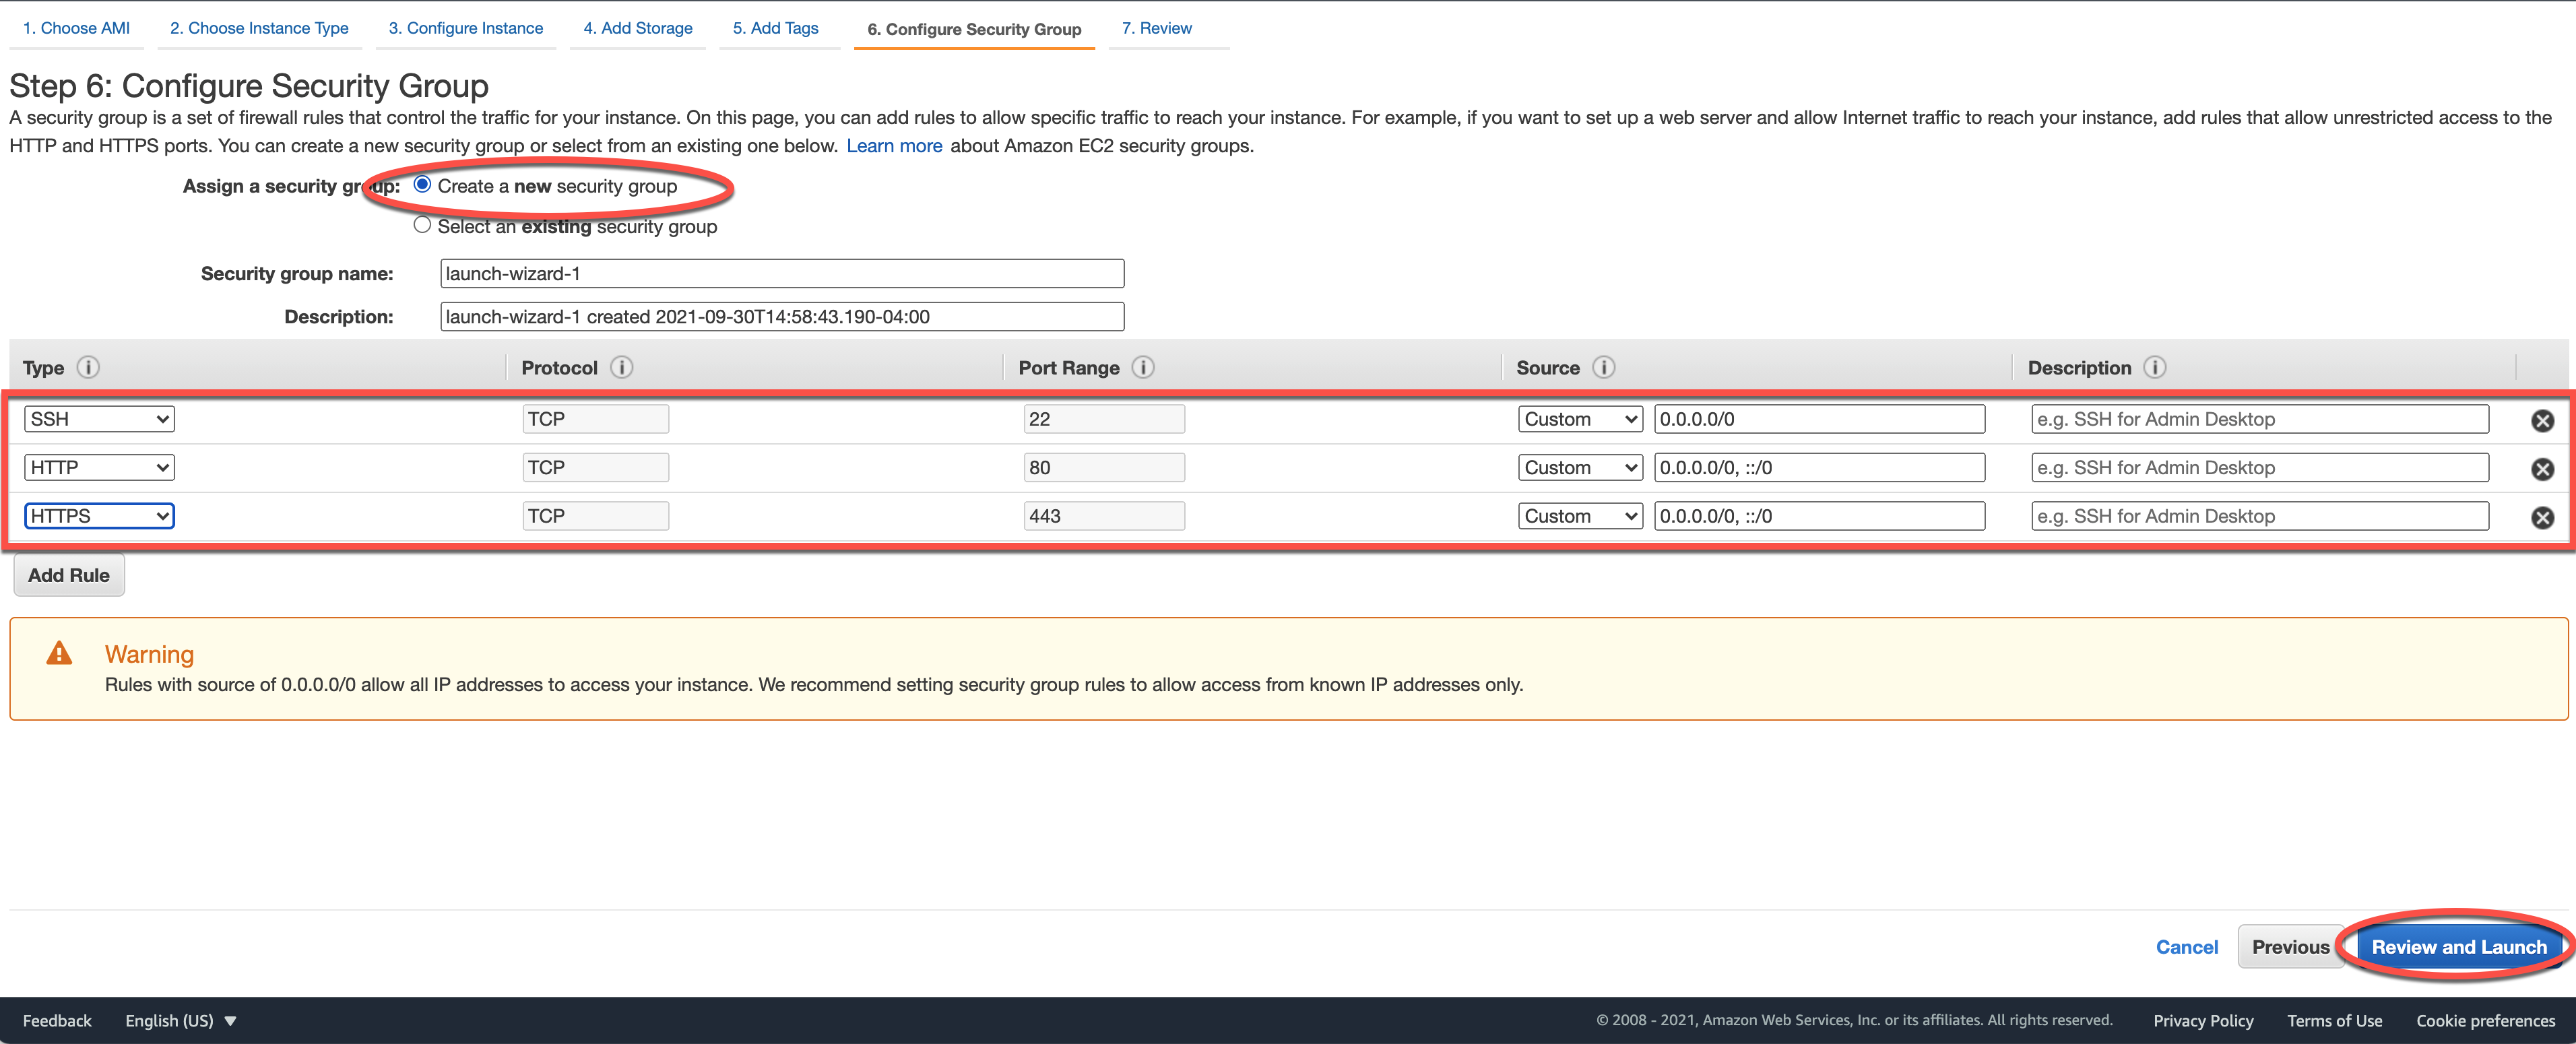 1. Choose AMI 2. Choose Instance Type 3. Configure Instance 4. Add Storage 5. Add Tags 6. Configure Security Group 7. Review
Step 6: Configure Security Group
A security group is a set of firewall rules that control the traffic for your instance. On this page, you can add rules to allow specific traffic to reach your instance. For example, if you want to set up a web server and allow Internet traffic to reach your instance, add rules that allow unrestricted access to the
HTTP and HTTPS ports. You can create a new security group or select from an existing one below. Learn more about Amazon EC2 security groups.
Assign a security group: Create a new security group
Select an existing security group
Security group name: launch-wizard-1
Description: launch-wizard-1 created 2021-09-30T14:58:43.190-04:00
Type Protocol Port Range Source Description
SSH TCP 22 Custom 0.0.0.0/0 e.g. SSH for Admin Desktop
HTTP TCP 80 Custom 0.0.0.0/0, ::/0 e.g. SSH for Admin Desktop
HTTPS TCP 443 Custom 0.0.0.0/0, ::/0 e.g. SSH for Admin Desktop
Add Rule
Warning
Rules with source of 0.0.0.0/0 allow all IP addresses to access your instance. We recommend setting security group rules to allow access from known IP addresses only.
Cancel Previous Review and Launch
Feedback English (US) © 2008 - 2021, Amazon Web Services, Inc. or its affiliates. All rights reserved. Privacy Policy Terms of Use Cookie preferences